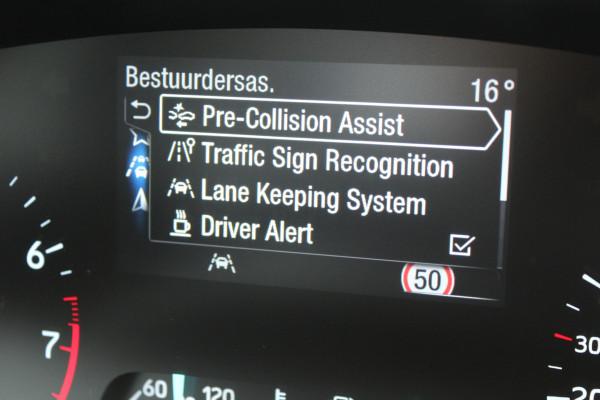 Bestuurdersas. 16°
Pre-Collision Assist
Traffic Sign Recognition
Lane Keeping System
Driver Alert
50
6
7
60
120
30
20